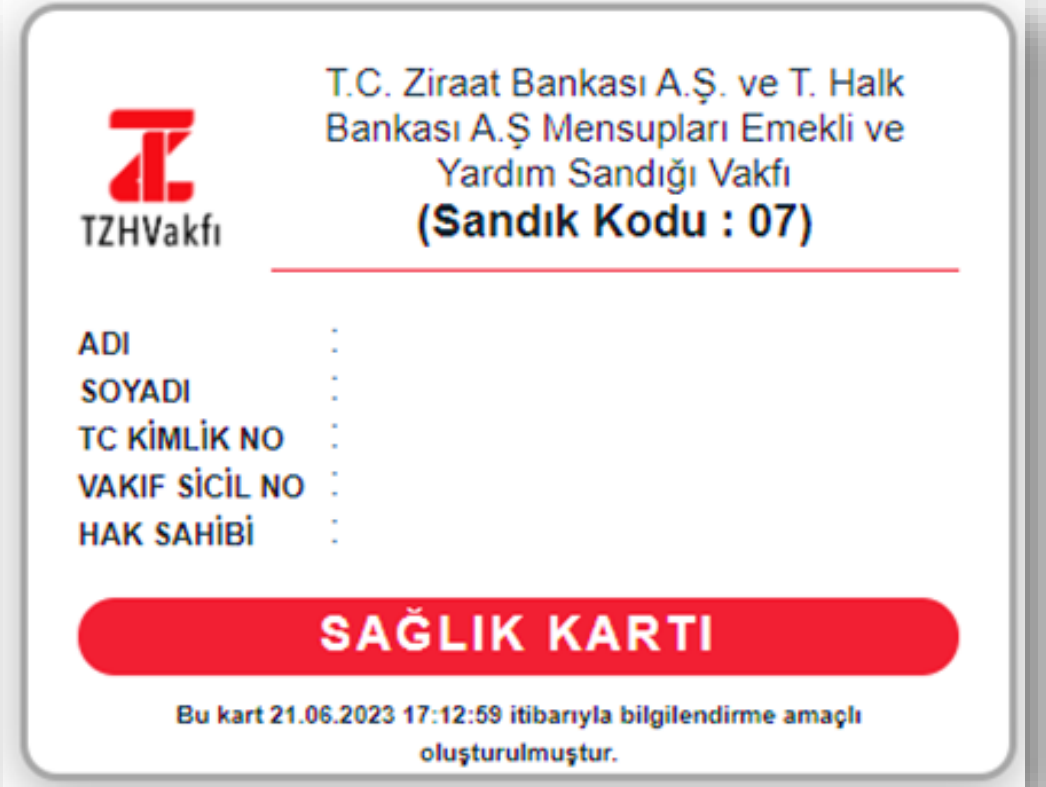 T.C. Ziraat Bankası A.Ş. ve T. Halk
Bankası A.Ş Mensupları Emekli ve
Yardım Sandığı Vakfı
(Sandık Kodu : 07)
TZHVakfı
ADI :
SOYADI :
TC KİMLİK NO :
VAKIF SİCİL NO :
HAK SAHİBİ :
SAĞLIK KARTI
Bu kart 21.06.2023 17:12:59 itibarıyla bilgilendirme amaçlı
oluşturulmuştur.